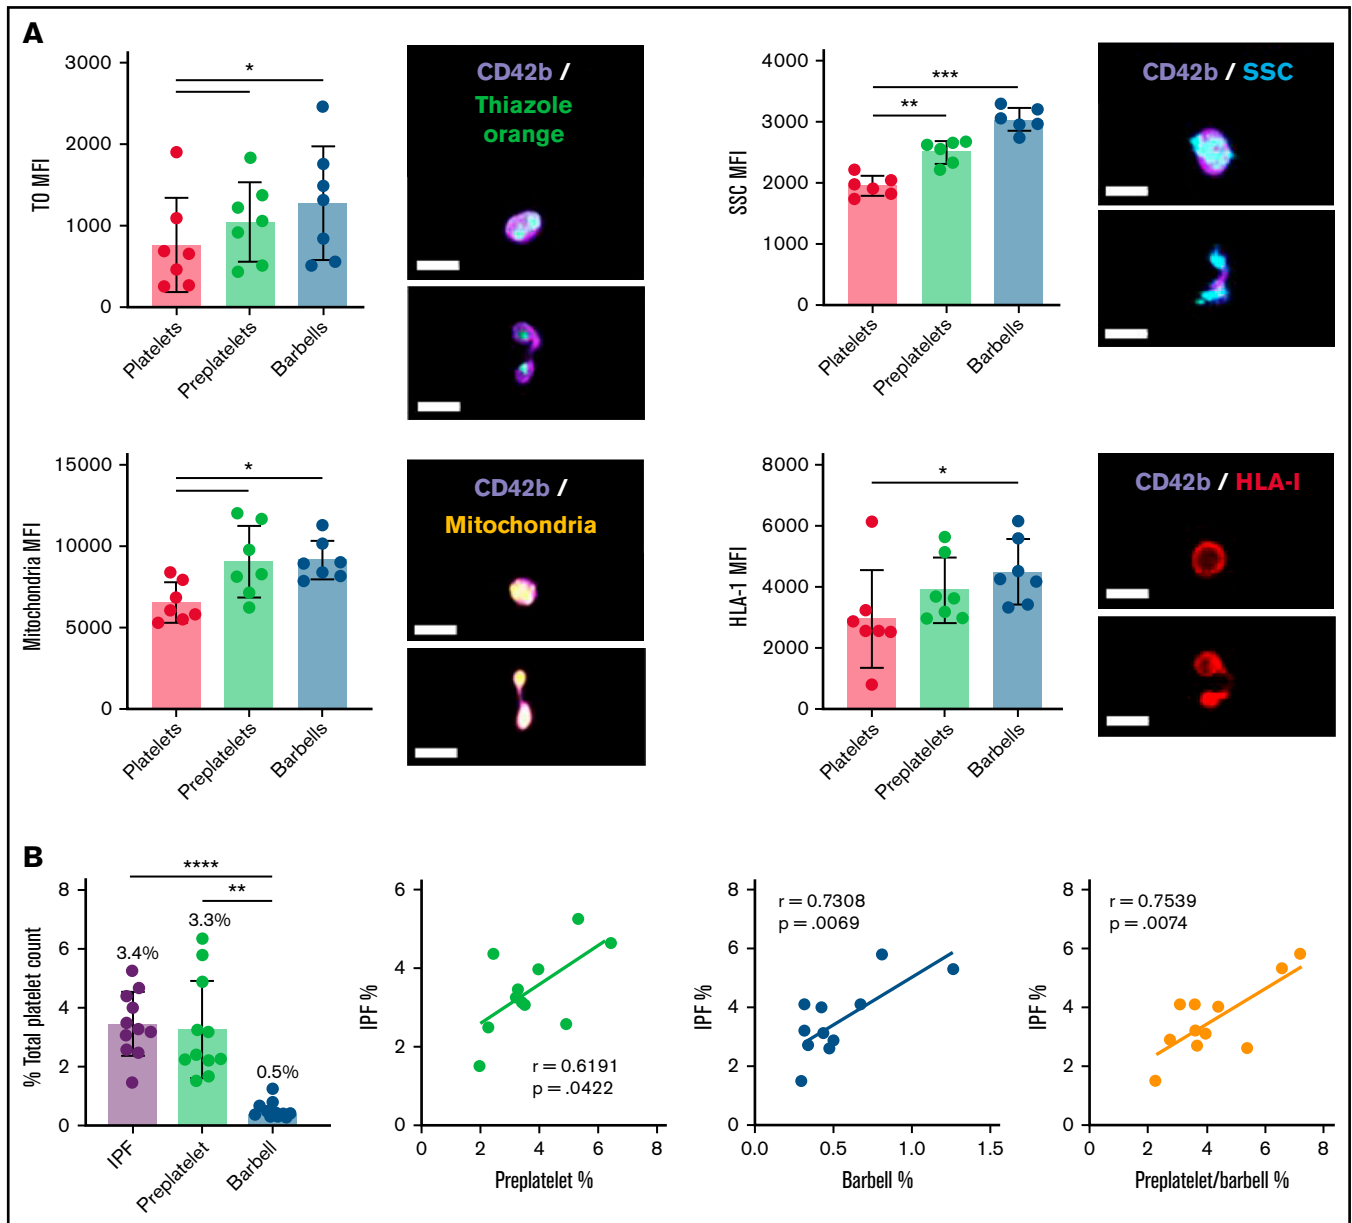 A
3000
2000
1000
0
TO MFI
*
Platelets
Preplatelets
Barbells
CD42b /
Thiazole
orange
4000
3000
2000
1000
0
SSC MFI
***
**
Platelets
Preplatelets
Barbells
CD42b / SSC
15000
10000
5000
0
Mitochondria MFI
*
Platelets
Preplatelets
Barbells
CD42b /
Mitochondria
8000
6000
4000
2000
0
HLA-1 MFI
*
Platelets
Preplatelets
Barbells
CD42b / HLA-I
B
8
6
4
2
0
% Total platelet count
****
**
3.4%
3.3%
0.5%
IPF
Preplatelet
Barbell
6
4
2
0
IPF %
r = 0.6191
p = .0422
0 2 4 6 8
Preplatelet %
8
6
4
2
0
IPF %
r = 0.7308
p = .0069
0.0 0.5 1.0 1.5
Barbell %
8
6
4
2
0
IPF %
r = 0.7539
p = .0074
0 2 4 6 8
Preplatelet/barbell %